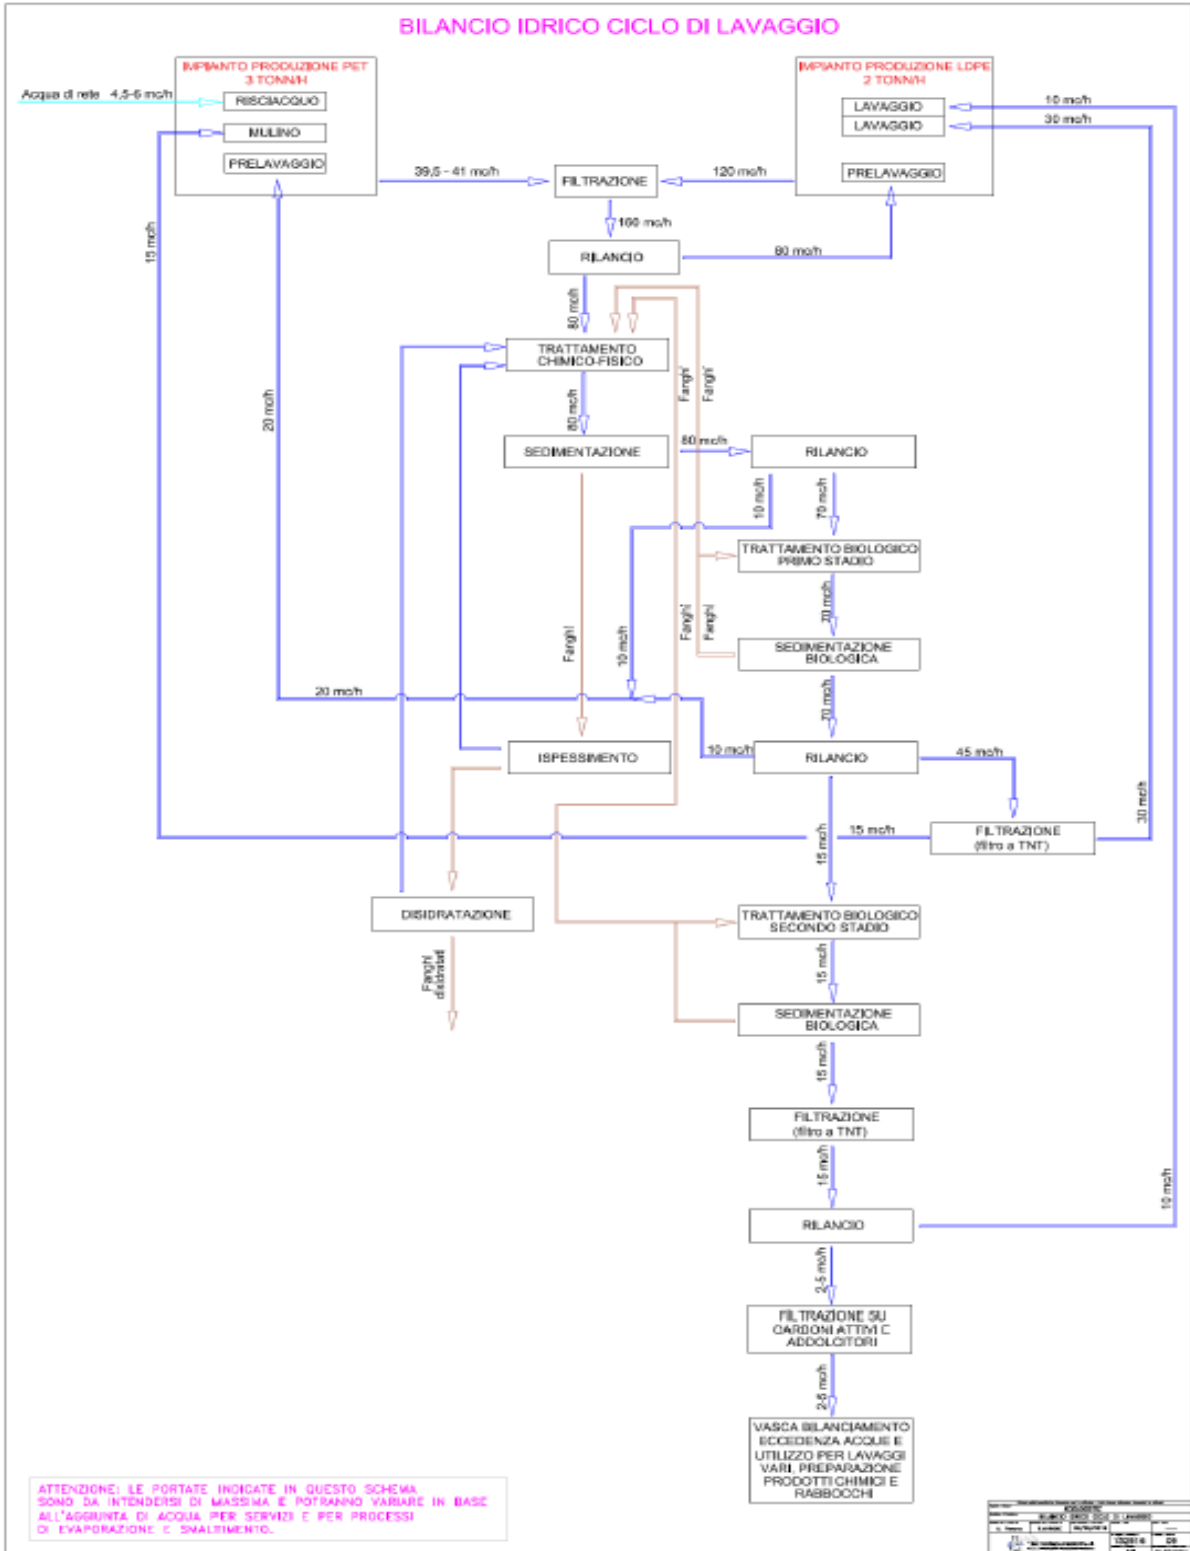 BILANCIO IDRICO CICLO DI LAVAGGIO
IMPIANTO PRODUZIONE PET
3 TONN/H
IMPIANTO PRODUZIONE LDPE
2 TONN/H
Acqua di rete 4,5-6 mc/h
RISCIACQUO
MULINO
PRELAVAGGIO
LAVAGGIO
LAVAGGIO
PRELAVAGGIO
10 mc/h
30 mc/h
39,5 - 41 mc/h
FILTRAZIONE
120 mc/h
160 mc/h
15 mc/h
RILANCIO
80 mc/h
80 mc/h
TRATTAMENTO
CHIMICO-FISICO
20 mc/h
Fanghi
Fanghi
80 mc/h
SEDIMENTAZIONE
80 mc/h
RILANCIO
10 mc/h
70 mc/h
TRATTAMENTO BIOLOGICO
PRIMO STADIO
70 mc/h
Fanghi
Fanghi
Fanghi
10 mc/h
SEDIMENTAZIONE
BIOLOGICA
70 mc/h
20 mc/h
ISPESSIMENTO
10 mc/h
RILANCIO
45 mc/h
30 mc/h
15 mc/h
15 mc/h
FILTRAZIONE
(filtro a TNT)
DISIDRATAZIONE
TRATTAMENTO BIOLOGICO
SECONDO STADIO
Fanghi
disidratati
15 mc/h
SEDIMENTAZIONE
BIOLOGICA
15 mc/h
FILTRAZIONE
(filtro a TNT)
15 mc/h
10 mc/h
RILANCIO
2-5 mc/h
FILTRAZIONE SU
CARBONI ATTIVI E
ADDOLCITORI
2-5 mc/h
VASCA BILANCIAMENTO
ECCEDENZA ACQUE E
UTILIZZO PER LAVAGGI
VARI, PREPARAZIONE
PRODOTTI CHIMICI E
RABBOCCHI
ATTENZIONE: LE PORTATE INDICATE IN QUESTO SCHEMA
SONO DA INTENDERSI DI MASSIMA E POTRANNO VARIARE IN BASE
ALL'AGGIUNTA DI ACQUA PER SERVIZI E PER PROCESSI
DI EVAPORAZIONE E SMALTIMENTO.
BILANCIO IDRICO CICLO DI LAVAGGIO